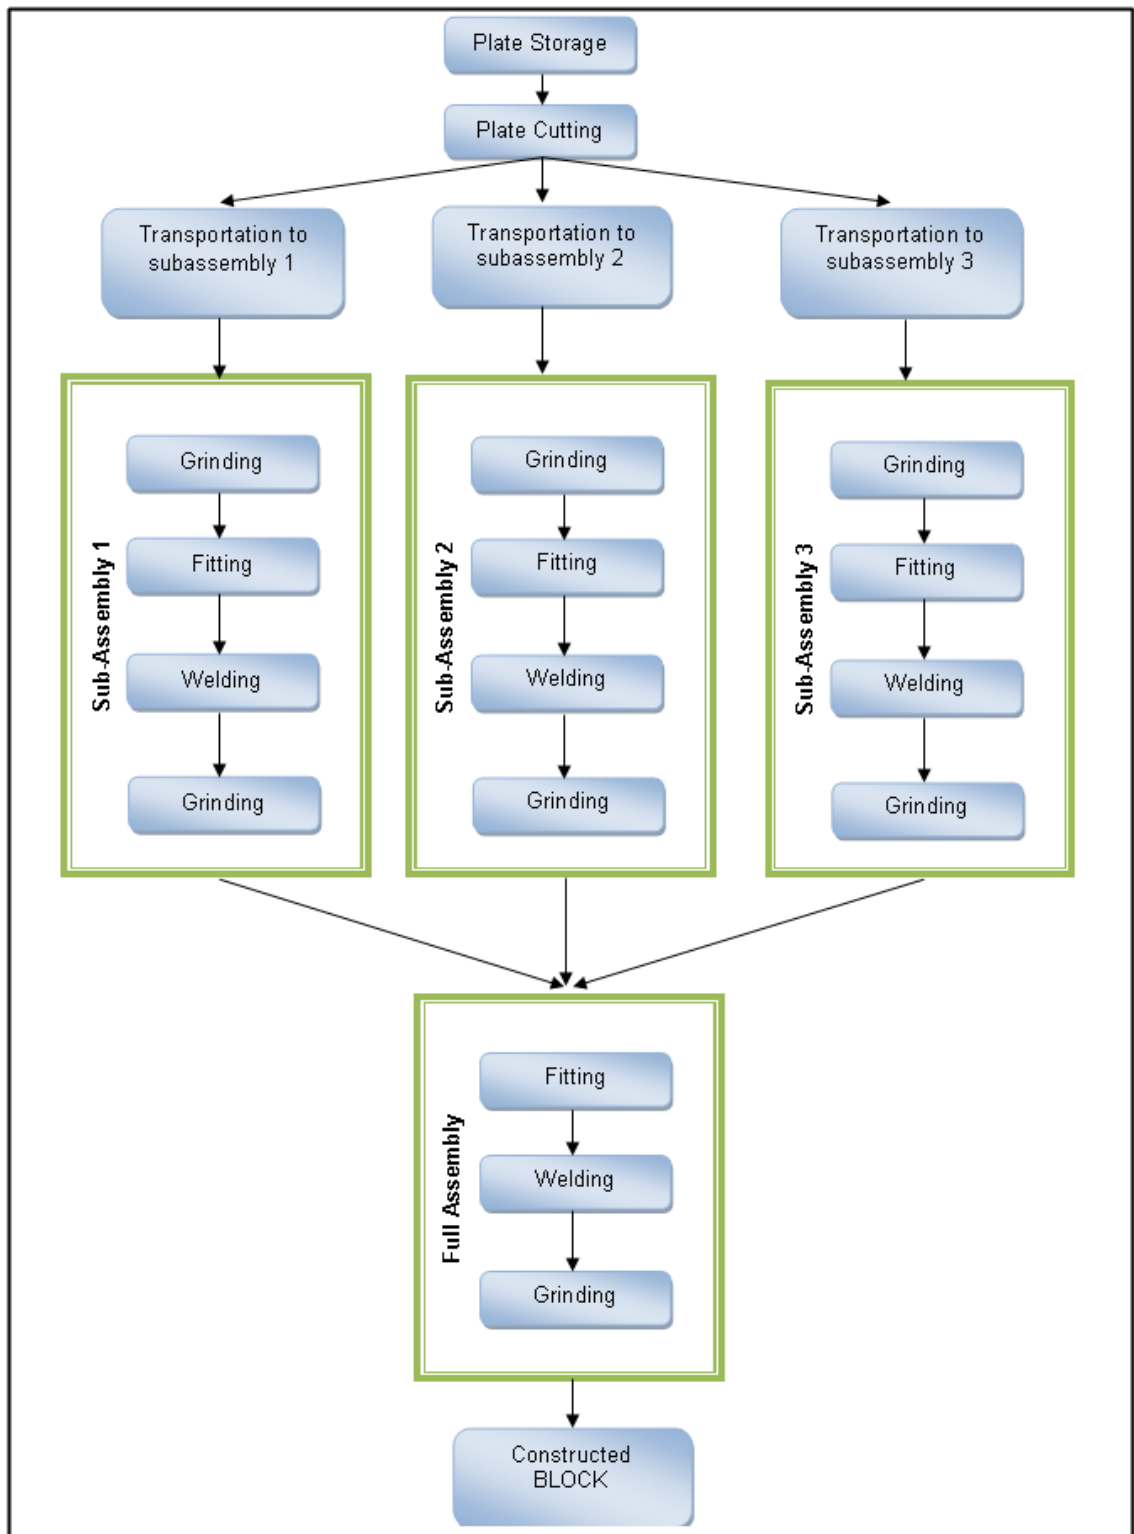 Plate Storage
Plate Cutting
Transportation to
subassembly 1
Transportation to
subassembly 2
Transportation to
subassembly 3
Sub-Assembly 1
Grinding
Fitting
Welding
Grinding
Sub-Assembly 2
Grinding
Fitting
Welding
Grinding
Sub-Assembly 3
Grinding
Fitting
Welding
Grinding
Full Assembly
Fitting
Welding
Grinding
Constructed
BLOCK